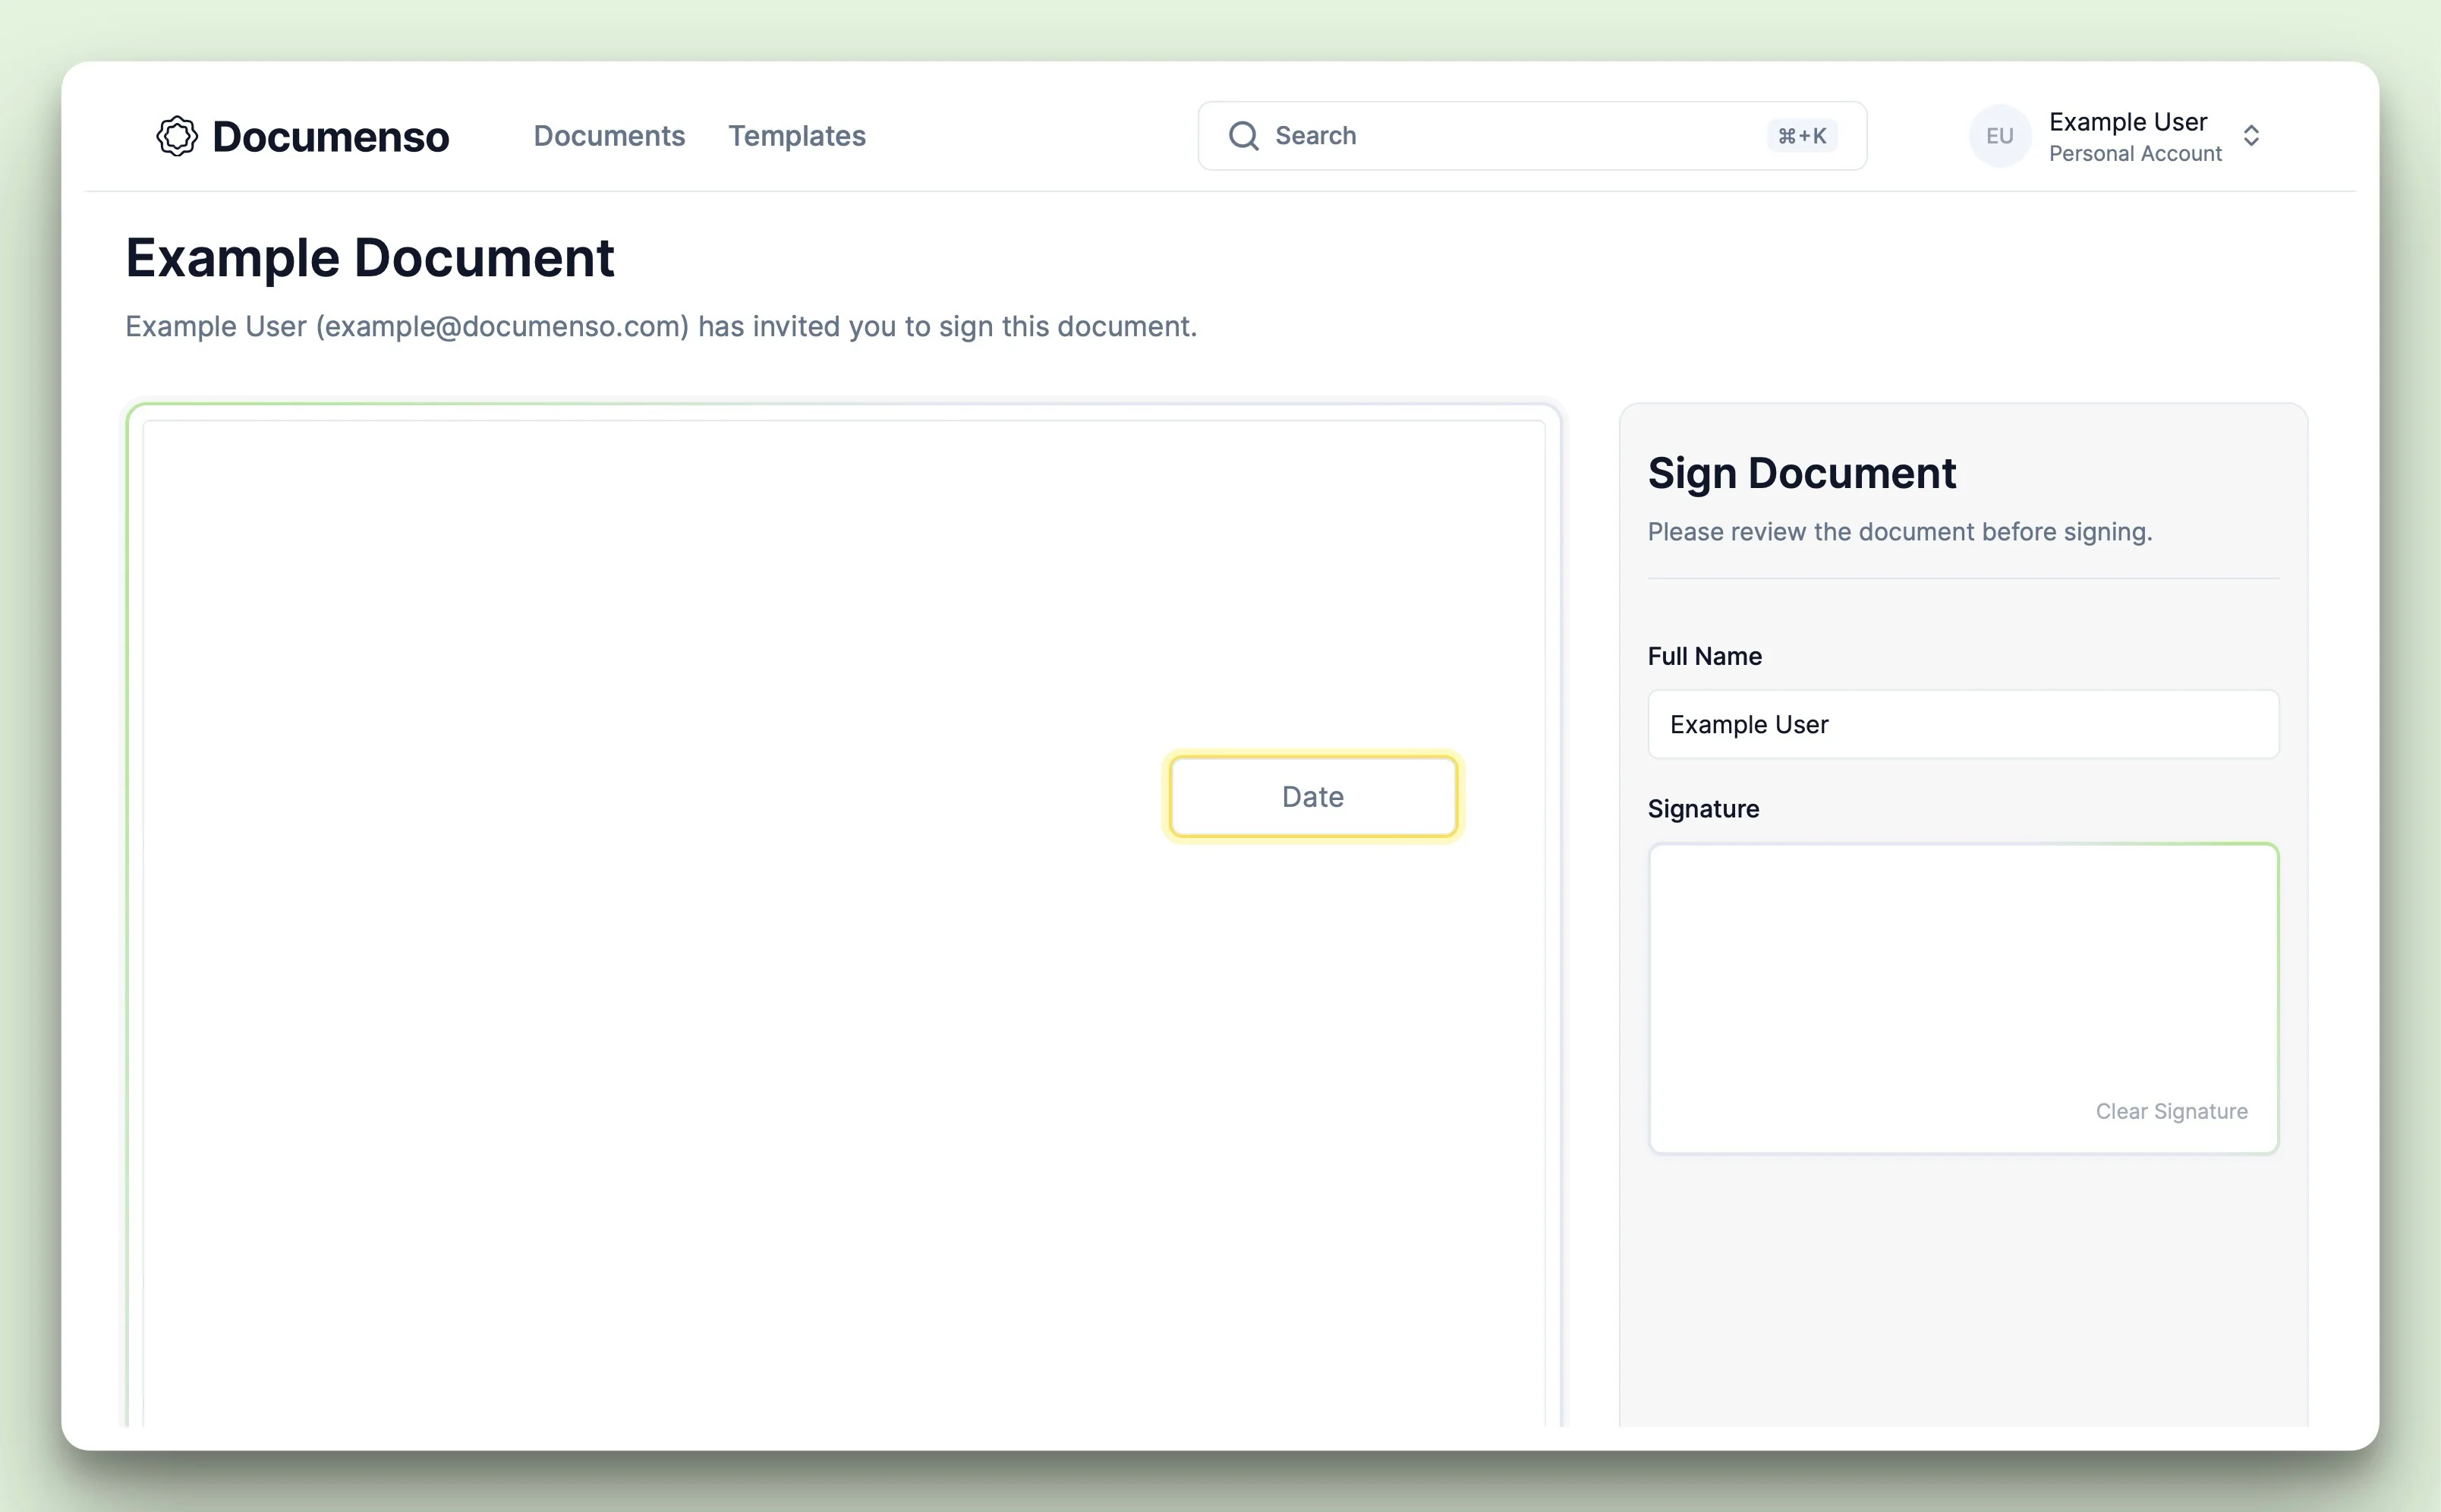 Documenso
Documents
Templates
Search
⌘+K
EU
Example User
Personal Account
Example Document
Example User (example@documenso.com) has invited you to sign this document.
Date
Sign Document
Please review the document before signing.
Full Name
Example User
Signature
Clear Signature